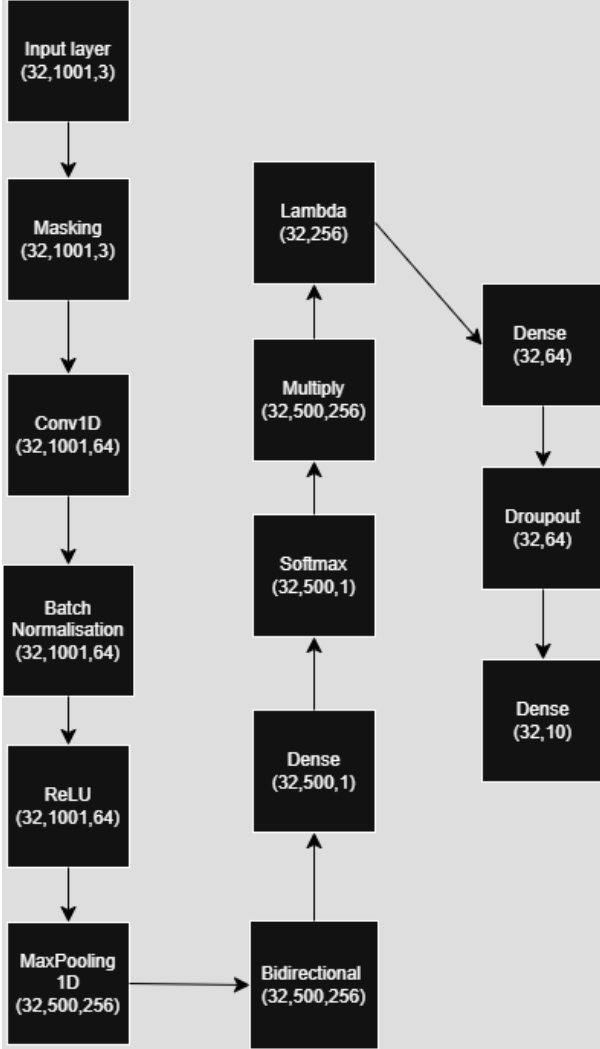 Input layer
(32,1001,3)
Masking
(32,1001,3)
Conv1D
(32,1001,64)
Batch
Normalisation
(32,1001,64)
ReLU
(32,1001,64)
MaxPooling
1D
(32,500,256)
Bidirectional
(32,500,256)
Dense
(32,500,1)
Softmax
(32,500,1)
Multiply
(32,500,256)
Lambda
(32,256)
Dense
(32,64)
Droupout
(32,64)
Dense
(32,10)